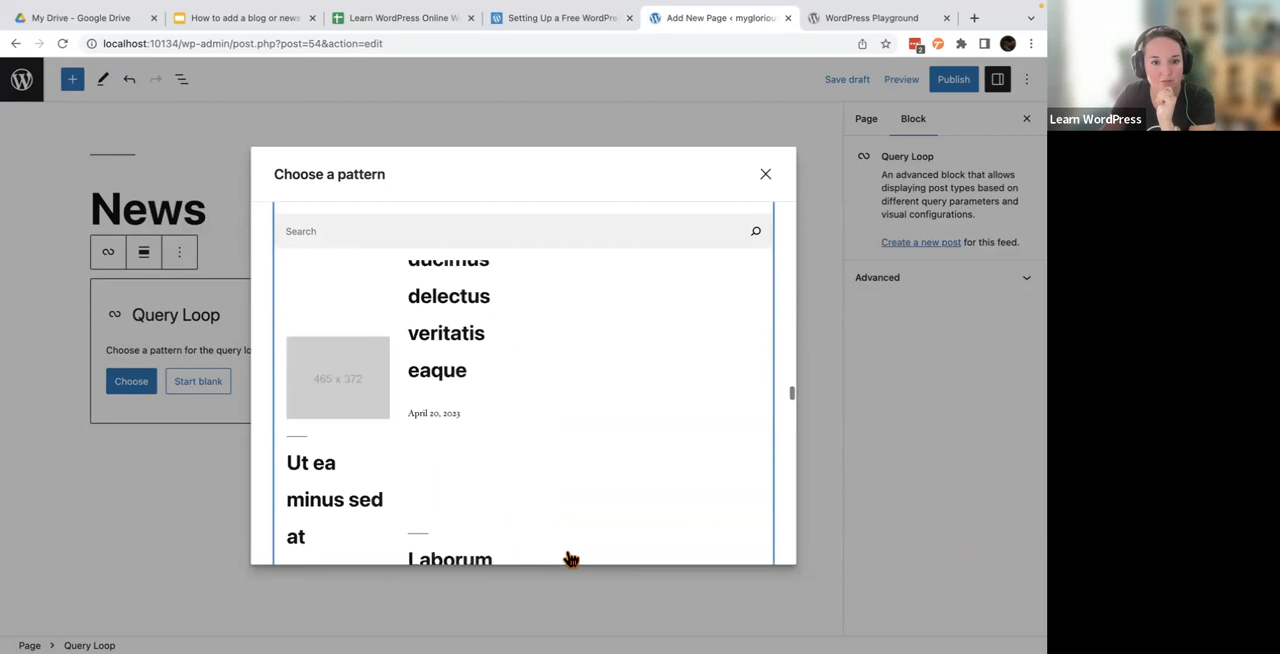 My Drive - Google Drive
How to add a blog or news
Learn WordPress Online W
Setting Up a Free WordPre
Add New Page ‹ myglorio
WordPress Playground
localhost:10134/wp-admin/post.php?post=54&action=edit
2
Save draft
Preview
Publish
Learn WordPress
Page
Block
Choose a pattern
Query Loop
An advanced block that allows
displaying post types based on
different query parameters and
visual configurations.
Create a new post for this feed.
Advanced
News
Query Loop
Choose a pattern for the query lo
Choose
Start blank
Search
ducimus
delectus
veritatis
eaque
465 x 372
April 20, 2023
Ut ea
minus sed
at
Laborum
Page
Query Loop